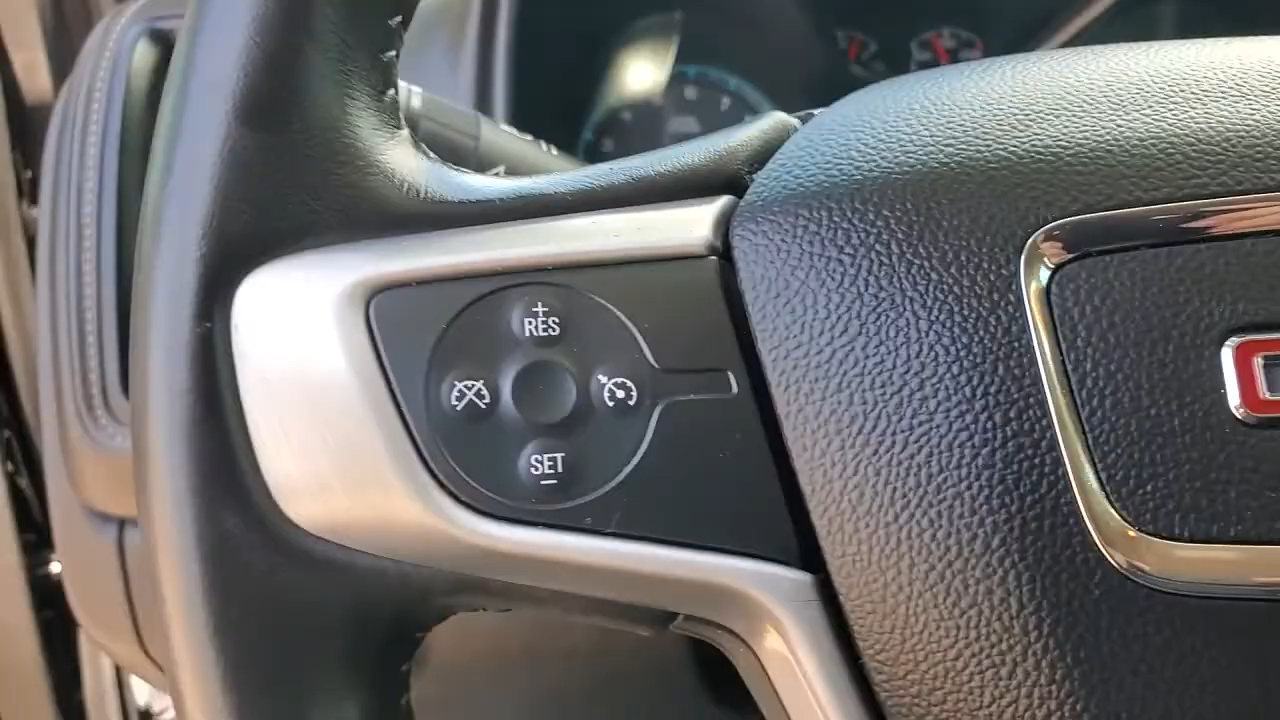 +
RES
SET
–